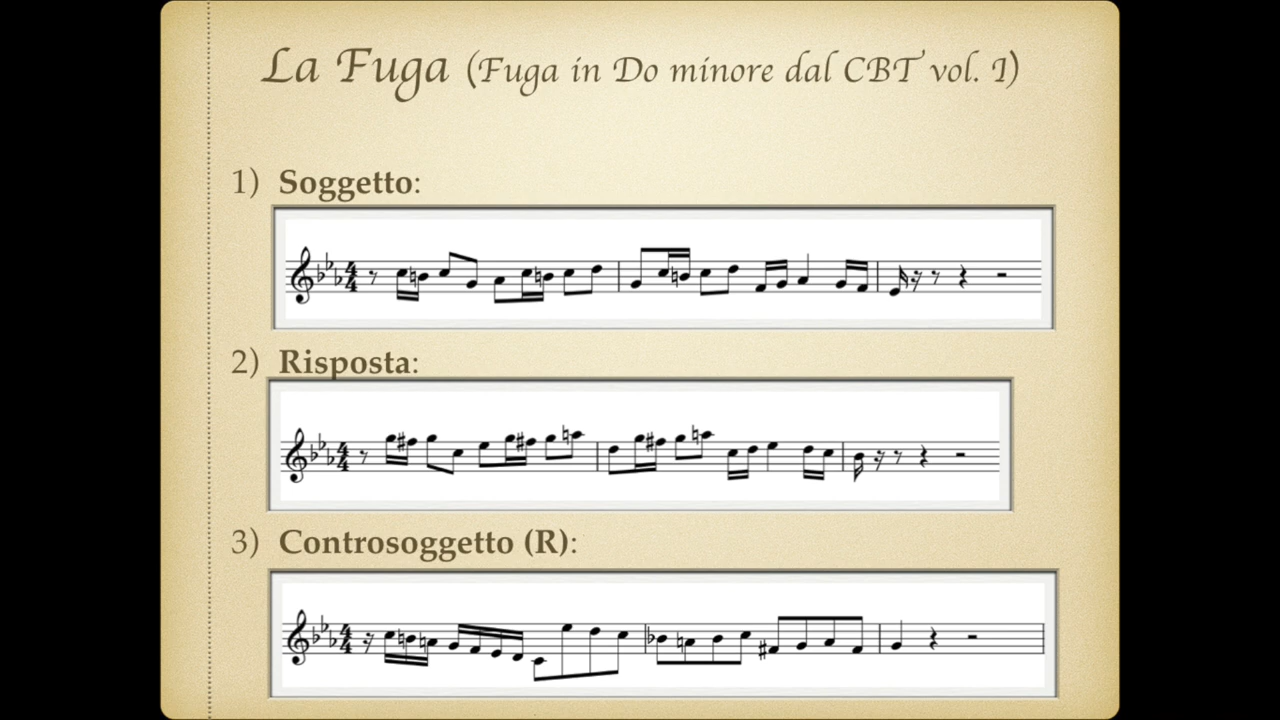 La Fuga (Fuga in Do minore dal CBT vol. I)
1) Soggetto:
2) Risposta:
3) Controsoggetto (R):